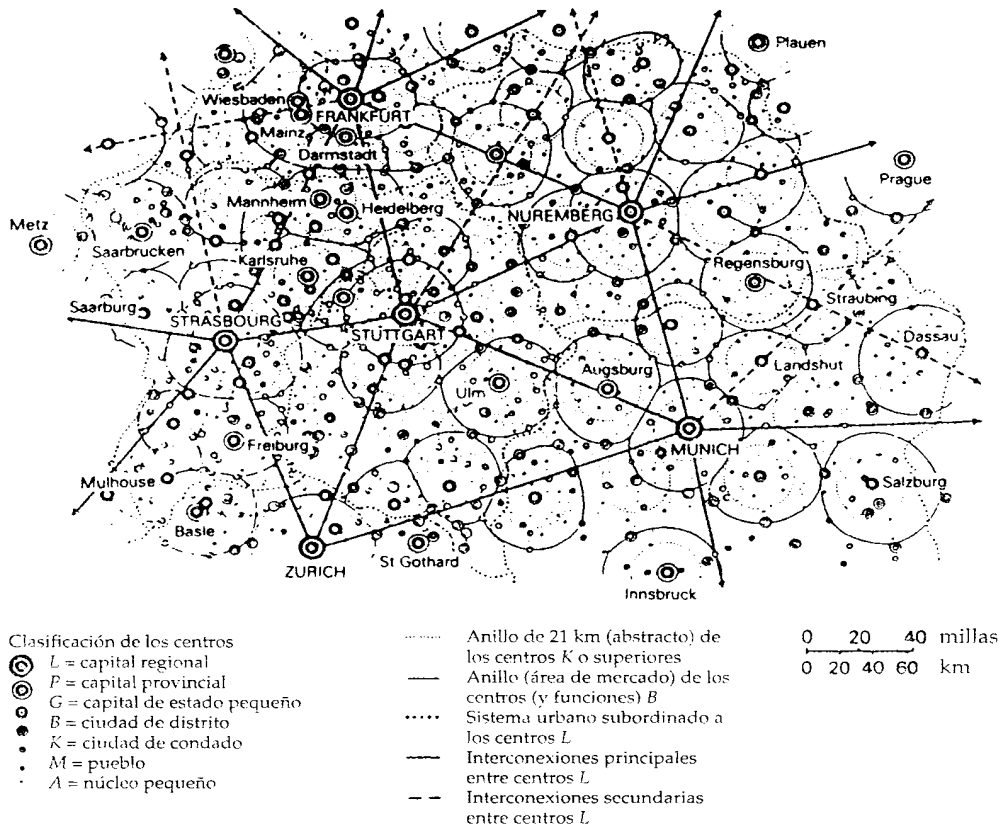 Plauen
Wiesbaden
FRANKFURT
Mainz
Darmstadt
Prague
Mannheim
Heidelberg
NUREMBERG
Metz
Saarbrucken
Karlsruhe
Regensburg
Saarburg
STRASBOURG
STUTTGART
Straubing
Dassau
Ulm
Augsburg
Landshut
Freiburg
MUNICH
Mulhouse
Salzburg
Basle
ZURICH
St Gothard
Innsbruck
Clasificación de los centros
L = capital regional
P = capital provincial
G = capital de estado pequeño
B = ciudad de distrito
K = ciudad de condado
M = pueblo
A = núcleo pequeño
Anillo de 21 km (abstracto) de
los centros K o superiores
Anillo (área de mercado) de los
centros (y funciones) B
Sistema urbano subordinado a
los centros L
Interconexiones principales
entre centros L
Interconexiones secundarias
entre centros L
0 20 40 millas
0 20 40 60 km